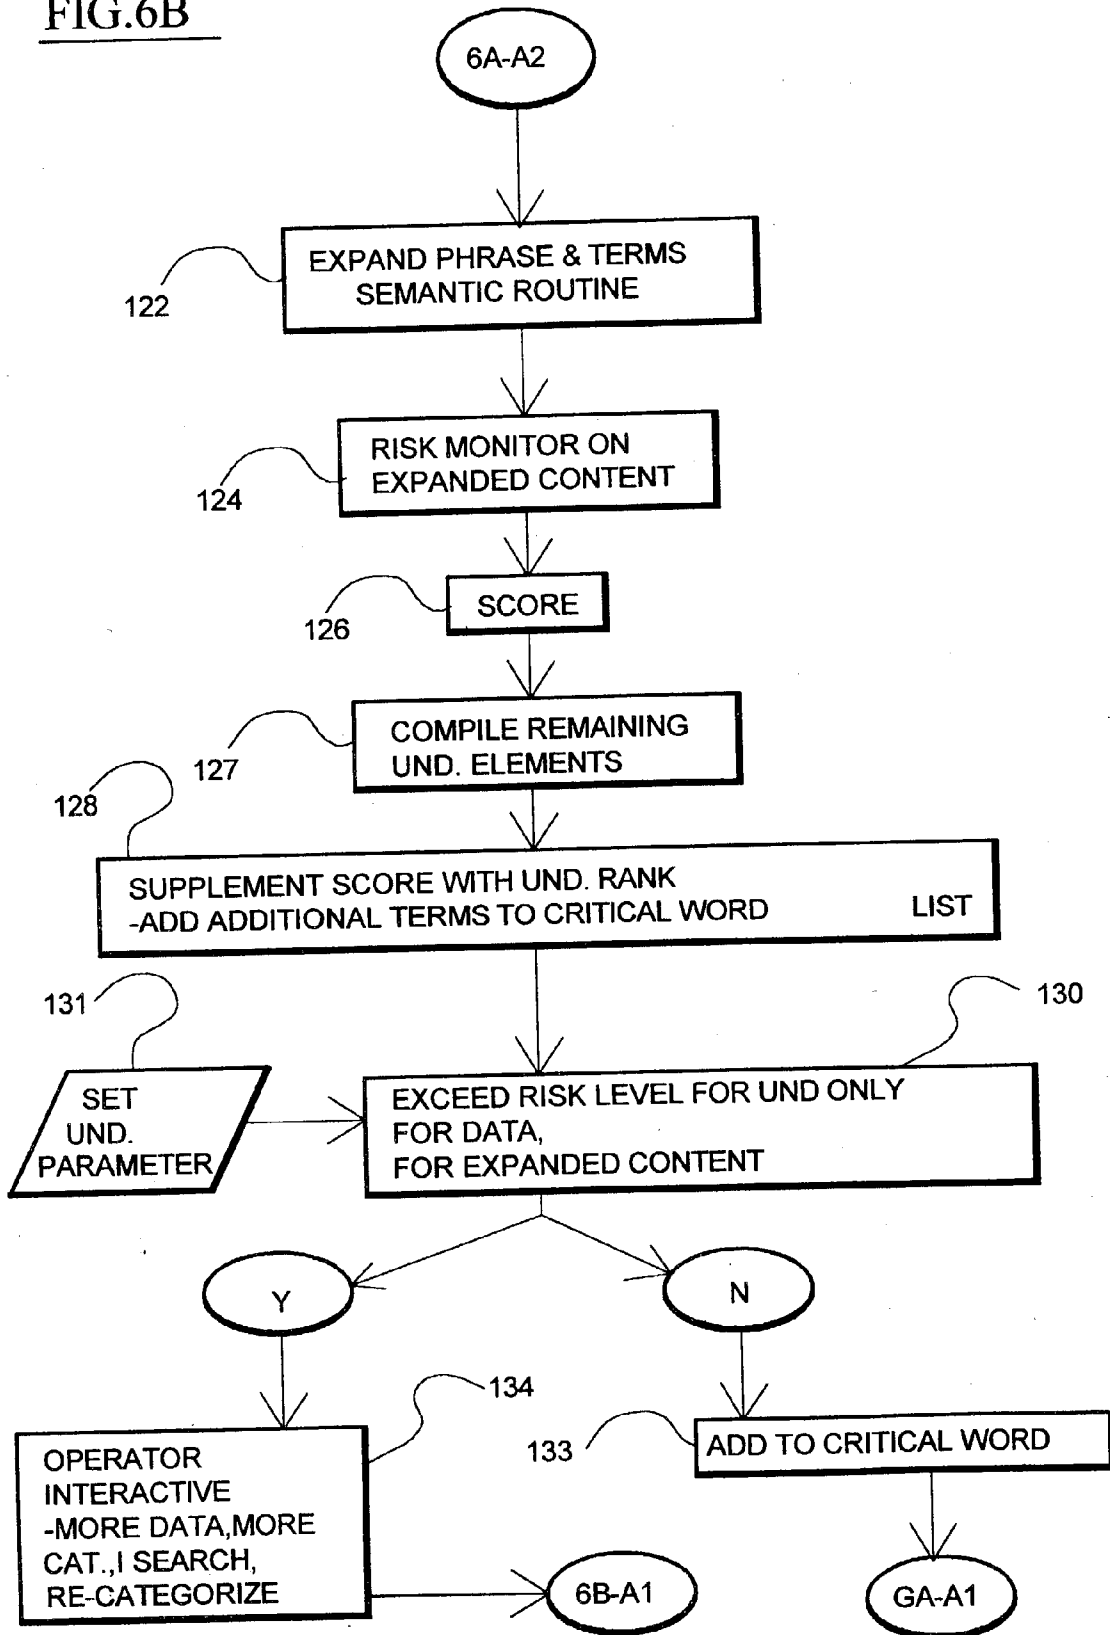 FIG.6B
6A-A2
EXPAND PHRASE & TERMS
SEMANTIC ROUTINE
122
RISK MONITOR ON
EXPANDED CONTENT
124
SCORE
126
COMPILE REMAINING
UND. ELEMENTS
127
128
SUPPLEMENT SCORE WITH UND. RANK
-ADD ADDITIONAL TERMS TO CRITICAL WORD LIST
131
130
SET
UND.
PARAMETER
EXCEED RISK LEVEL FOR UND ONLY
FOR DATA,
FOR EXPANDED CONTENT
Y
N
134
133
ADD TO CRITICAL WORD
OPERATOR
INTERACTIVE
-MORE DATA,MORE
CAT.,I SEARCH,
RE-CATEGORIZE
6B-A1
GA-A1